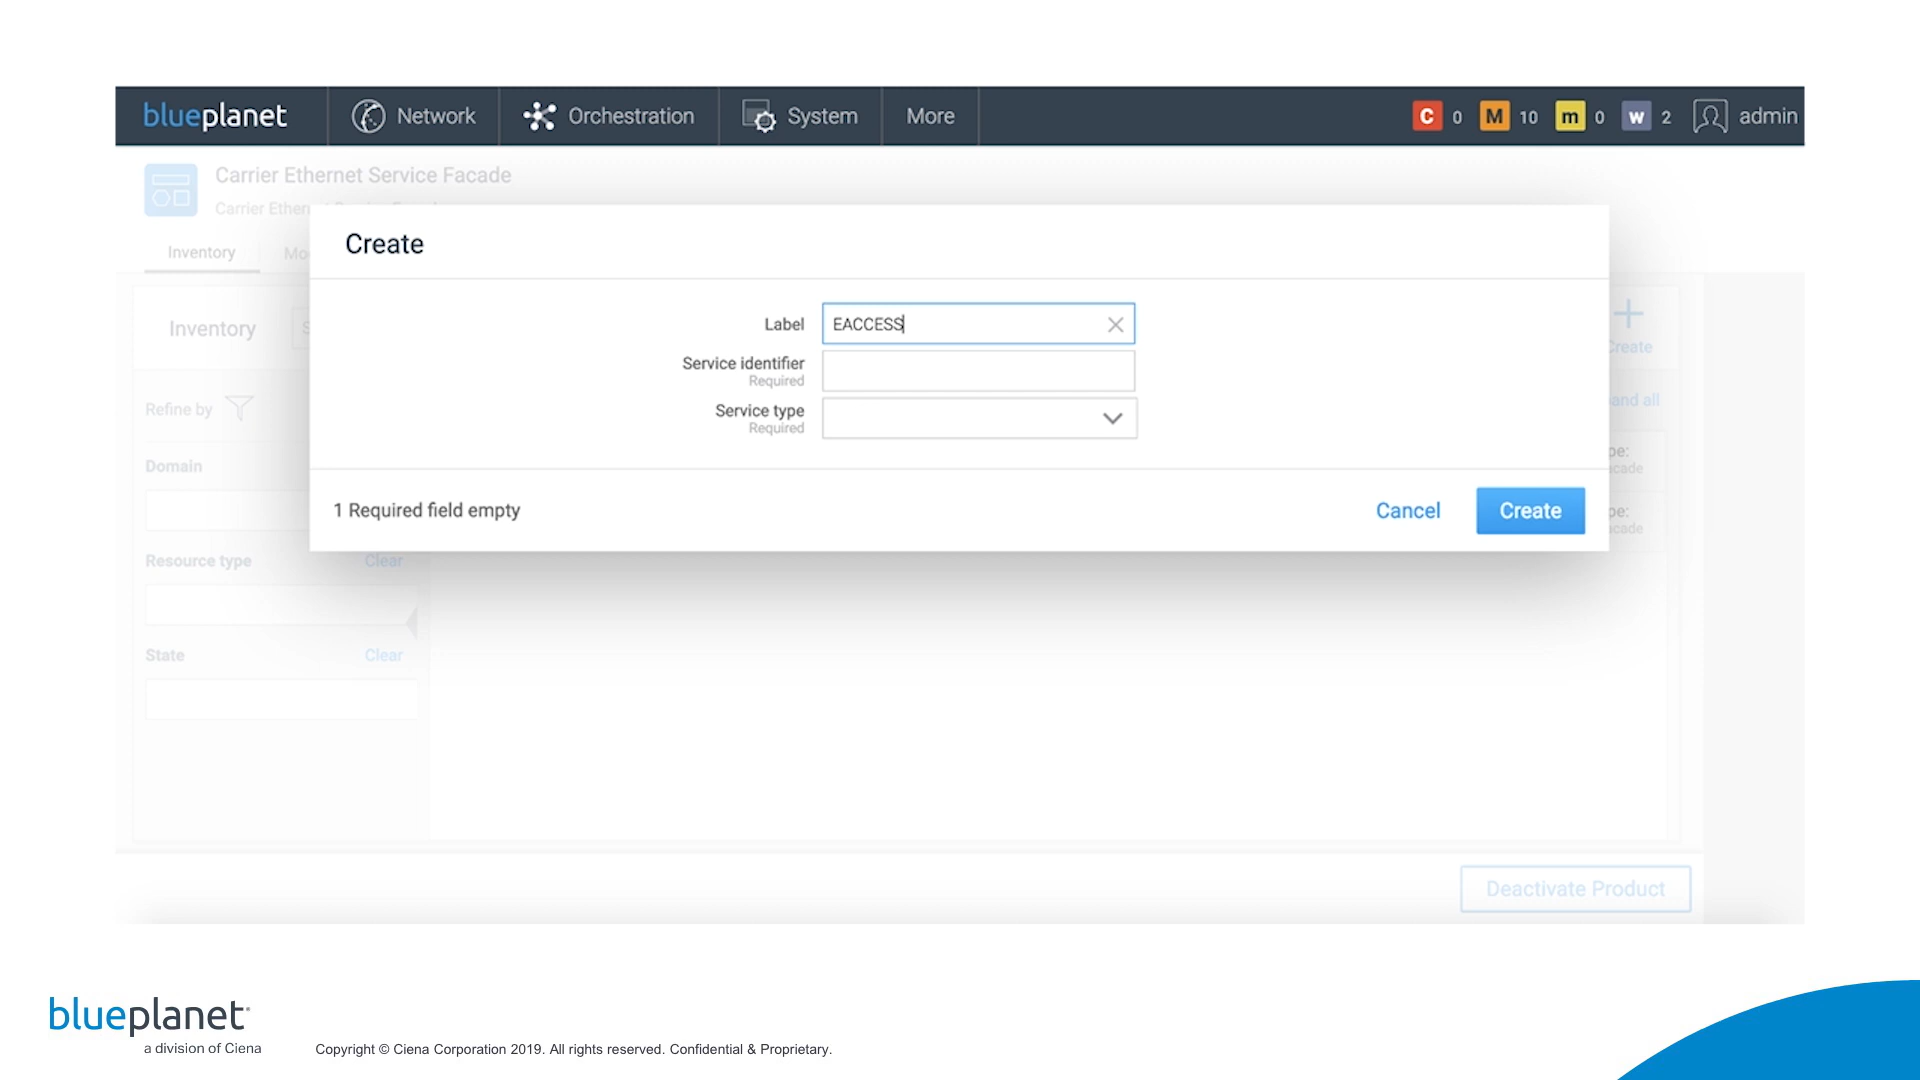 blueplanet Network Orchestration System More C 0 M 10 m 0 w 2 admin
Carrier Ethernet Service Facade
Inventory
Create
Label EACCESS
Service identifier
Required
Service type
Required
1 Required field empty Cancel Create
Inventory
Create
Refine by
Domain
Resource type Clear
State Clear
Deactivate Product
blueplanet
a division of Ciena
Copyright © Ciena Corporation 2019. All rights reserved. Confidential & Proprietary.